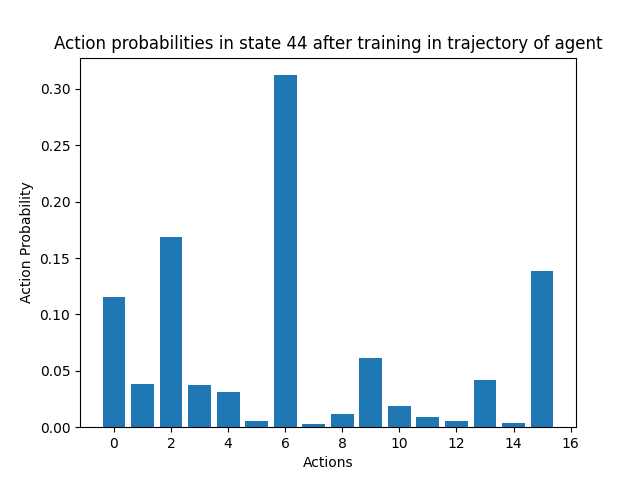 Action probabilities in state 44 after training in trajectory of agent
0.30
0.25
0.20
0.15
0.10
0.05
0.00
Action Probability
0 2 4 6 8 10 12 14 16
Actions